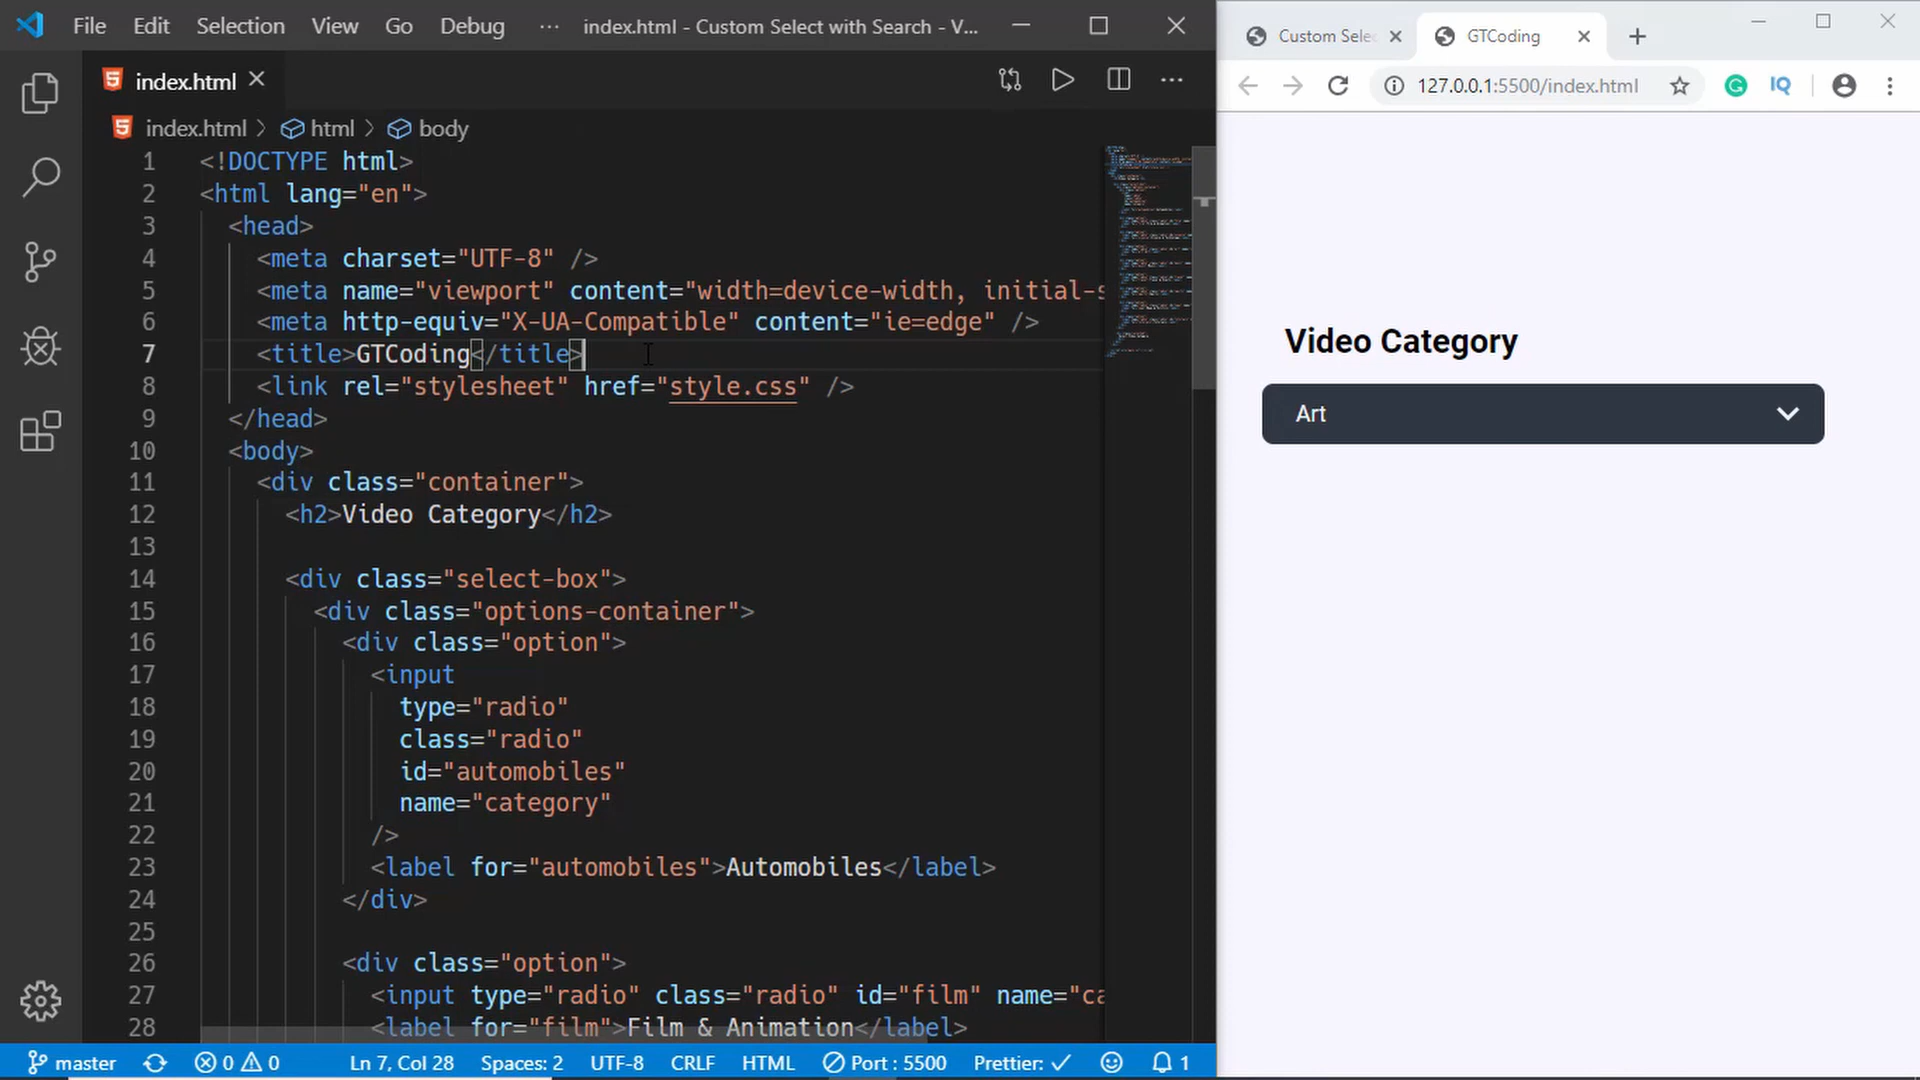 File Edit Selection View Go Debug ··· index.html - Custom Select with Search - V...
index.html
index.html > html > body
1 <!DOCTYPE html>
2 <html lang="en">
3 <head>
4 <meta charset="UTF-8" />
5 <meta name="viewport" content="width=device-width, initial-s
6 <meta http-equiv="X-UA-Compatible" content="ie=edge" />
7 <title>GTCoding</title>
8 <link rel="stylesheet" href="style.css" />
9 </head>
10 <body>
11 <div class="container">
12 <h2>Video Category</h2>
13
14 <div class="select-box">
15 <div class="options-container">
16 <div class="option">
17 <input
18 type="radio"
19 class="radio"
20 id="automobiles"
21 name="category"
22 />
23 <label for="automobiles">Automobiles</label>
24 </div>
25
26 <div class="option">
27 <input type="radio" class="radio" id="film" name="ca
28 <label for="film">Film & Animation</label>
master 0 0 Ln 7, Col 28 Spaces: 2 UTF-8 CRLF HTML Port : 5500 Prettier: ✓ 1
Custom Sele GTCoding
127.0.0.1:5500/index.html IQ
Video Category
Art